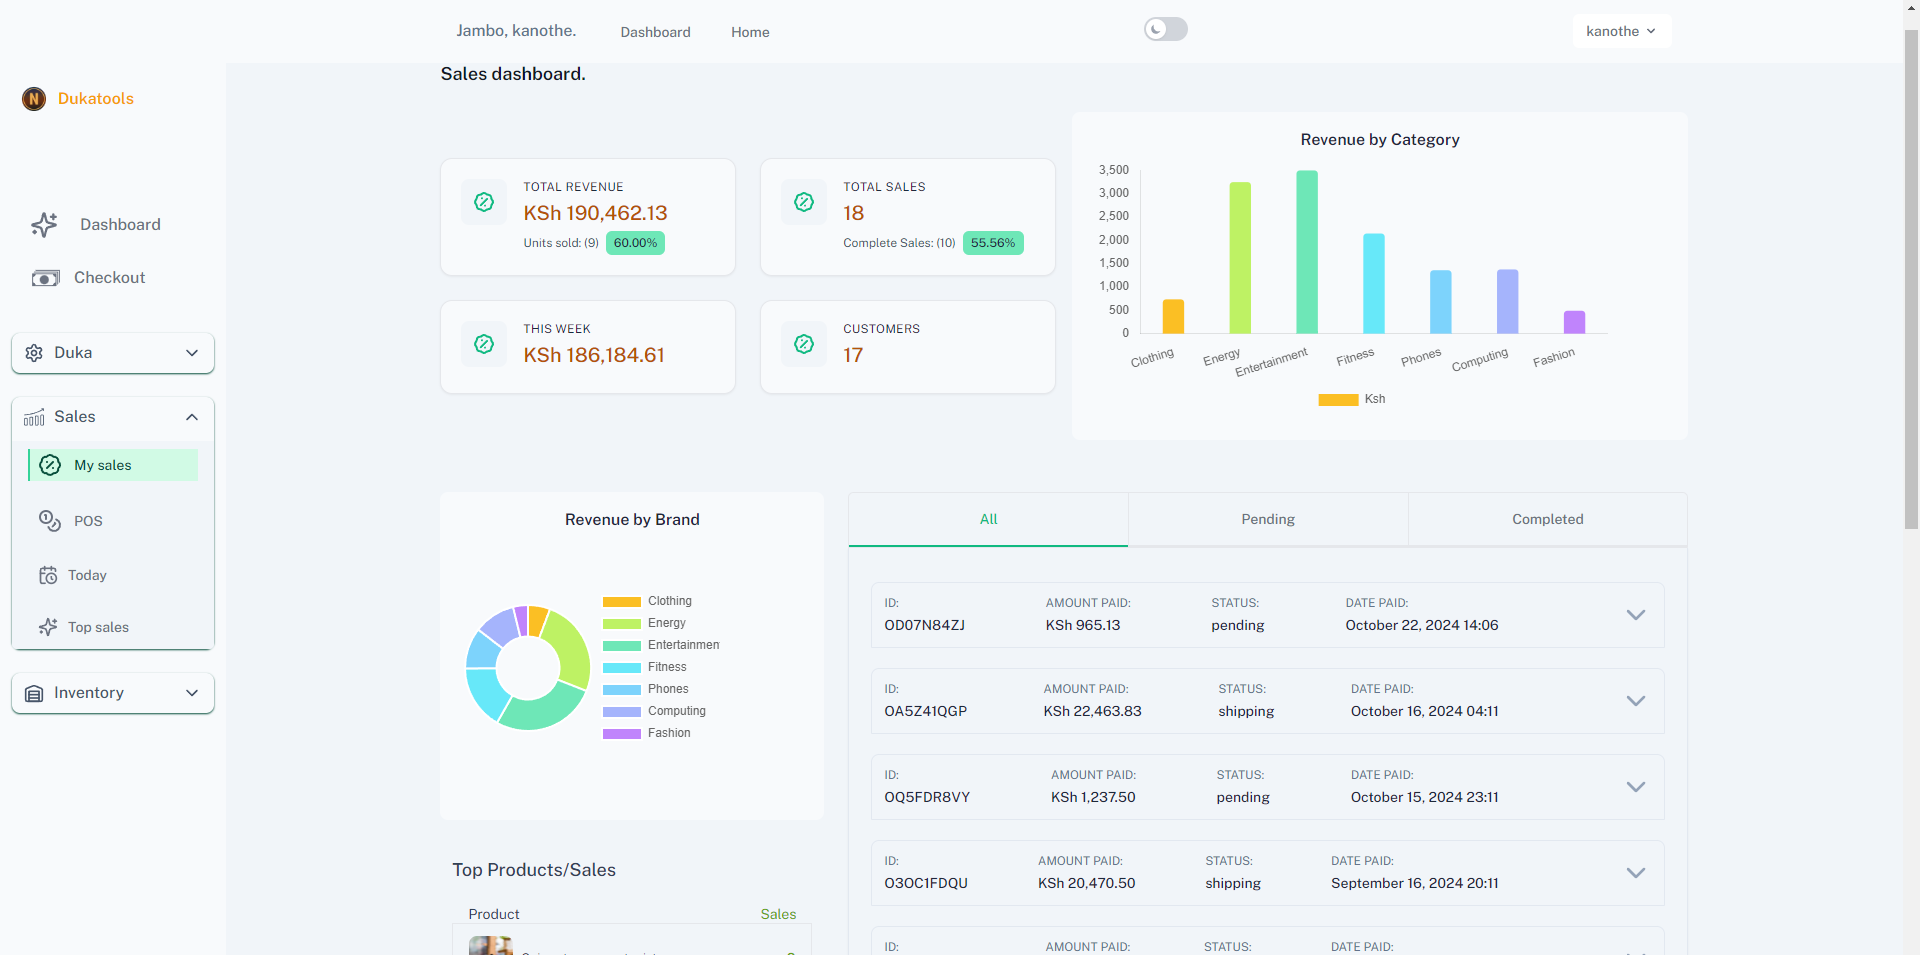 Jambo, kanothe.
Dashboard
Home
kanothe
Dukatools
Dashboard
Checkout
Duka
Sales
My sales
POS
Today
Top sales
Inventory
Sales dashboard.
TOTAL REVENUE
KSh 190,462.13
Units sold: (9) 60.00%
TOTAL SALES
18
Complete Sales: (10) 55.56%
THIS WEEK
KSh 186,184.61
CUSTOMERS
17
Revenue by Category
3,500
3,000
2,500
2,000
1,500
1,000
500
0
Clothing
Energy
Entertainment
Fitness
Phones
Computing
Fashion
Ksh
Revenue by Brand
Clothing
Energy
Entertainmen
Fitness
Phones
Computing
Fashion
Top Products/Sales
Product Sales
All Pending Completed
ID: AMOUNT PAID: STATUS: DATE PAID:
OD07N84ZJ KSh 965.13 pending October 22, 2024 14:06
ID: AMOUNT PAID: STATUS: DATE PAID:
OA5Z41QGP KSh 22,463.83 shipping October 16, 2024 04:11
ID: AMOUNT PAID: STATUS: DATE PAID:
OQ5FDR8VY KSh 1,237.50 pending October 15, 2024 23:11
ID: AMOUNT PAID: STATUS: DATE PAID:
O3OC1FDQU KSh 20,470.50 shipping September 16, 2024 20:11
ID: AMOUNT PAID: STATUS: DATE PAID: